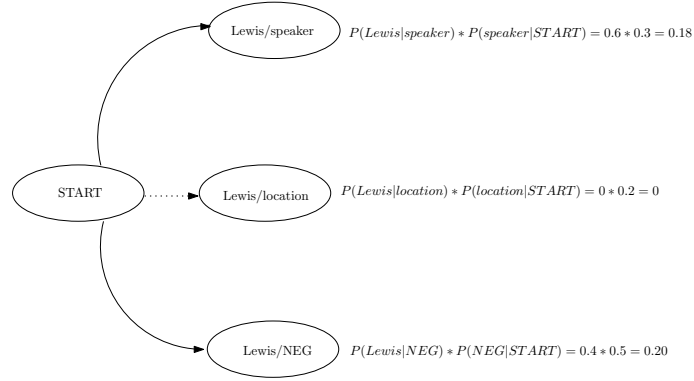 Lewis/speaker P(Lewis|speaker) ∗ P(speaker|START) = 0.6 ∗ 0.3 = 0.18
START
Lewis/location P(Lewis|location) ∗ P(location|START) = 0 ∗ 0.2 = 0
Lewis/NEG P(Lewis|NEG) ∗ P(NEG|START) = 0.4 ∗ 0.5 = 0.20